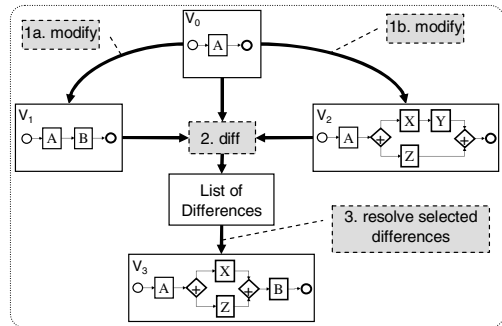 V0
1a. modify
1b. modify
A
V1
A B
2. diff
V2
A + X Y Z +
List of
Differences
3. resolve selected
differences
V3
A + X Z + B